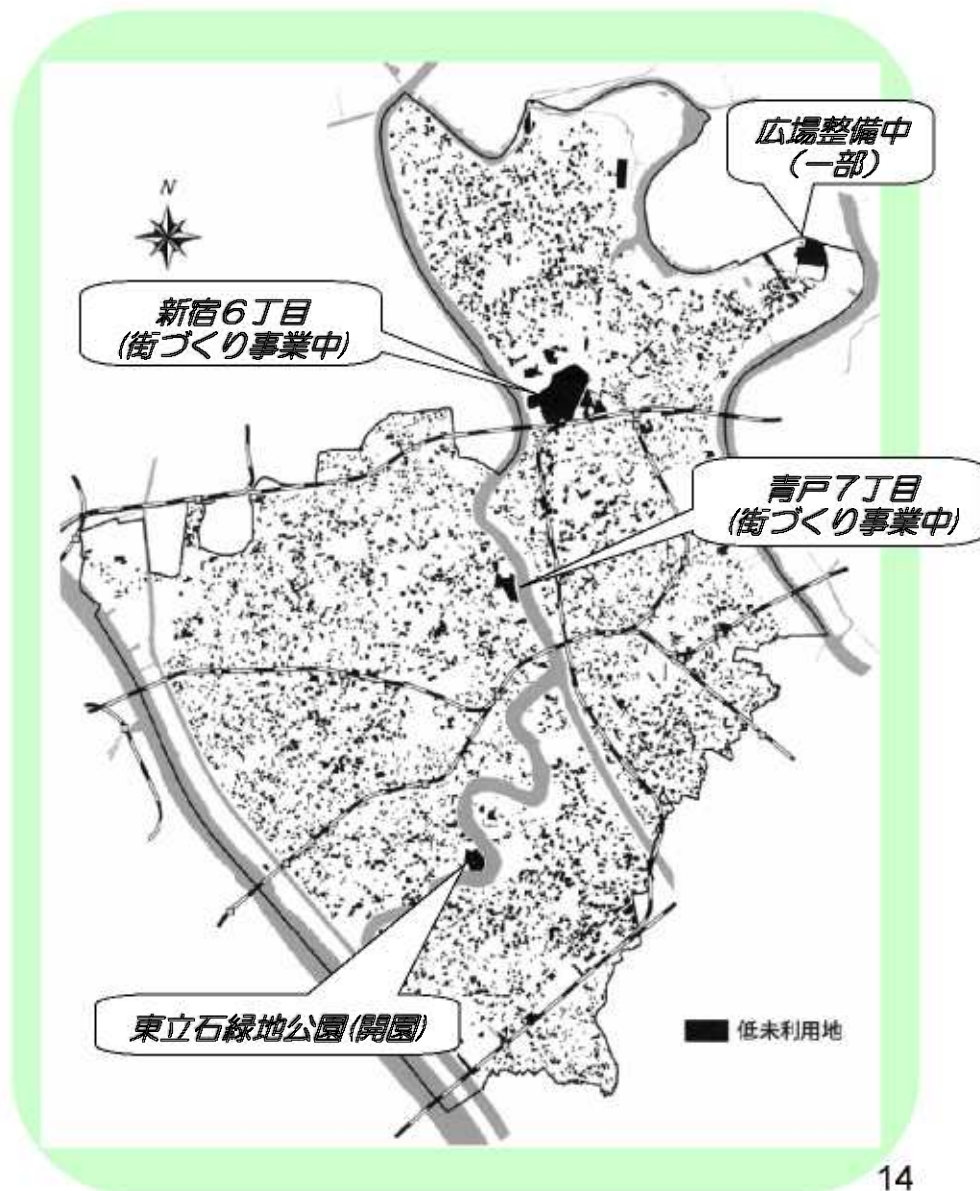 広場整備中
(一部)
N
新宿6丁目
(街づくり事業中)
青戸7丁目
(街づくり事業中)
東立石緑地公園(開園)
低未利用地
14